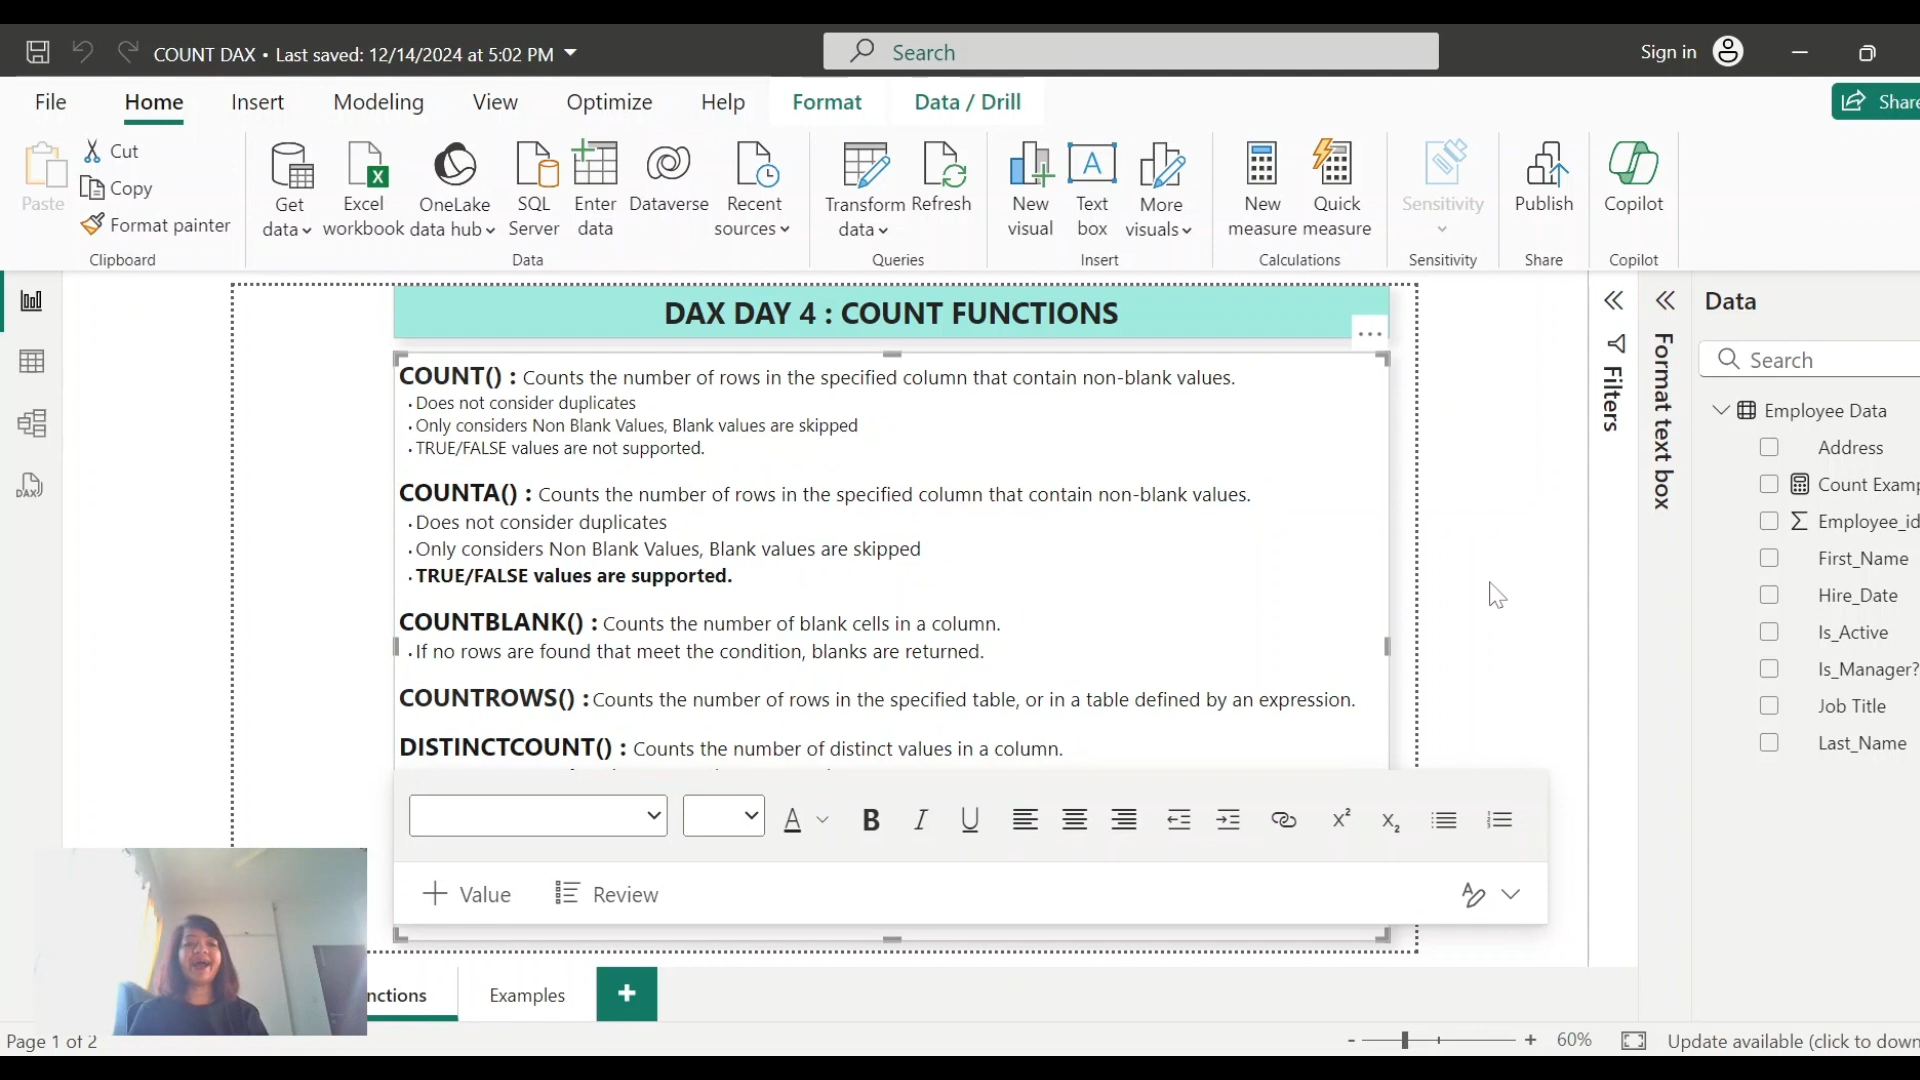 COUNT DAX • Last saved: 12/14/2024 at 5:02 PM
Search
Sign in
File Home Insert Modeling View Optimize Help Format Data / Drill
Share
Paste
Cut
Copy
Format painter
Clipboard
Get data
Excel workbook
OneLake data hub
SQL Server
Enter data
Dataverse
Recent sources
Data
Transform data
Refresh
Queries
New visual
Text box
More visuals
Insert
New measure
Quick measure
Calculations
Sensitivity
Sensitivity
Publish
Share
Copilot
Copilot
DAX
DAX DAY 4 : COUNT FUNCTIONS
COUNT() : Counts the number of rows in the specified column that contain non-blank values.
• Does not consider duplicates
• Only considers Non Blank Values, Blank values are skipped
• TRUE/FALSE values are not supported.
COUNTA() : Counts the number of rows in the specified column that contain non-blank values.
• Does not consider duplicates
• Only considers Non Blank Values, Blank values are skipped
• TRUE/FALSE values are supported.
COUNTBLANK() : Counts the number of blank cells in a column.
• If no rows are found that meet the condition, blanks are returned.
COUNTROWS() : Counts the number of rows in the specified table, or in a table defined by an expression.
DISTINCTCOUNT() : Counts the number of distinct values in a column.
Value
Review
Filters
Format text box
Data
Search
Employee Data
Address
Count Examp
Employee_id
First_Name
Hire_Date
Is_Active
Is_Manager?
Job Title
Last_Name
nctions
Examples
Page 1 of 2
- + 60%
Update available (click to down